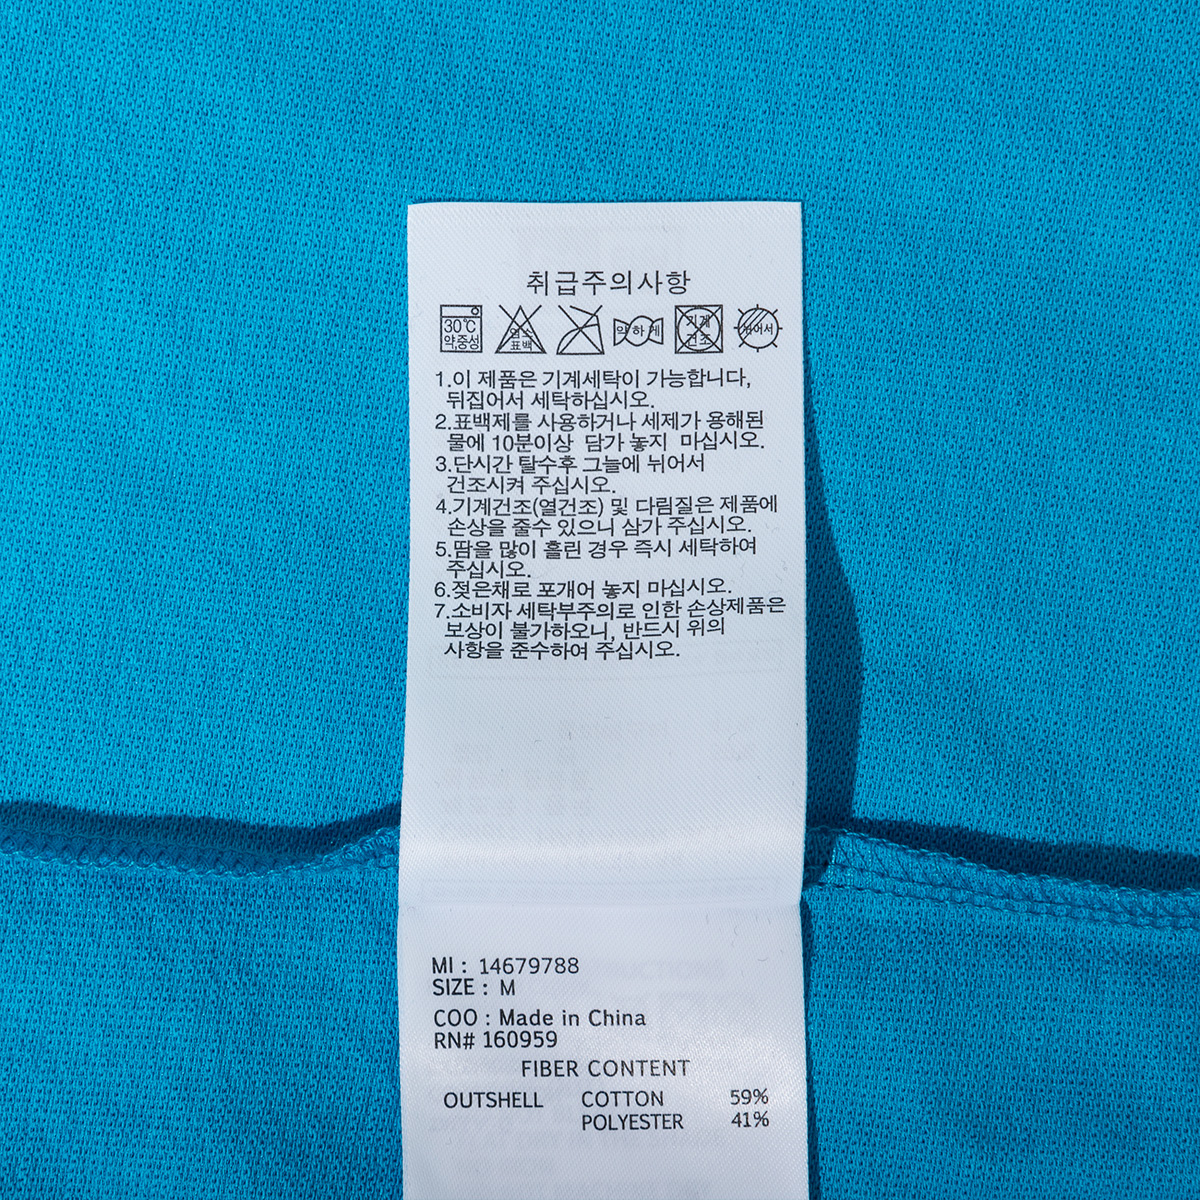 취급주의사항
30℃
약,중성
염소
표백
약하게
기계
건조
뉘어서
1.이 제품은 기계세탁이 가능합니다,
뒤집어서 세탁하십시오.
2.표백제를 사용하거나 세제가 용해된
물에 10분이상 담가 놓지 마십시오.
3.단시간 탈수후 그늘에 뉘어서
건조시켜 주십시오.
4.기계건조(열건조) 및 다림질은 제품에
손상을 줄수 있으니 삼가 주십시오.
5.땀을 많이 흘린 경우 즉시 세탁하여
주십시오.
6.젖은채로 포개어 놓지 마십시오.
7.소비자 세탁부주의로 인한 손상제품은
보상이 불가하오니, 반드시 위의
사항을 준수하여 주십시오.
MI : 14679788
SIZE : M
COO : Made in China
RN# 160959
FIBER CONTENT
OUTSHELL COTTON 59%
POLYESTER 41%